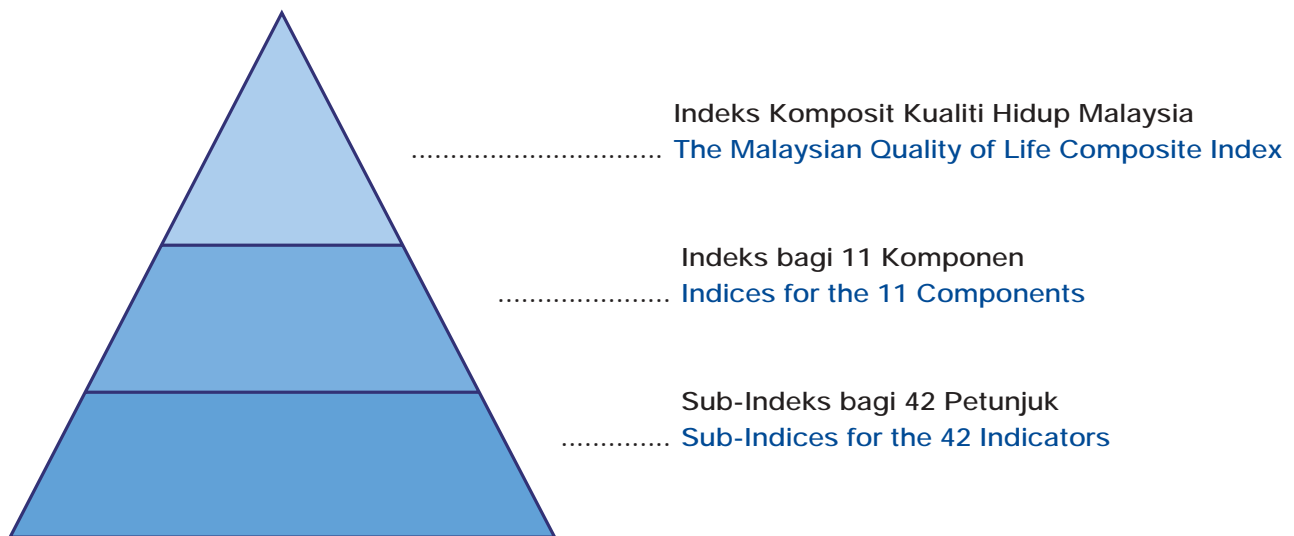 Indeks Komposit Kualiti Hidup Malaysia
.............................. The Malaysian Quality of Life Composite Index
Indeks bagi 11 Komponen
...................... Indices for the 11 Components
Sub-Indeks bagi 42 Petunjuk
.............. Sub-Indices for the 42 Indicators